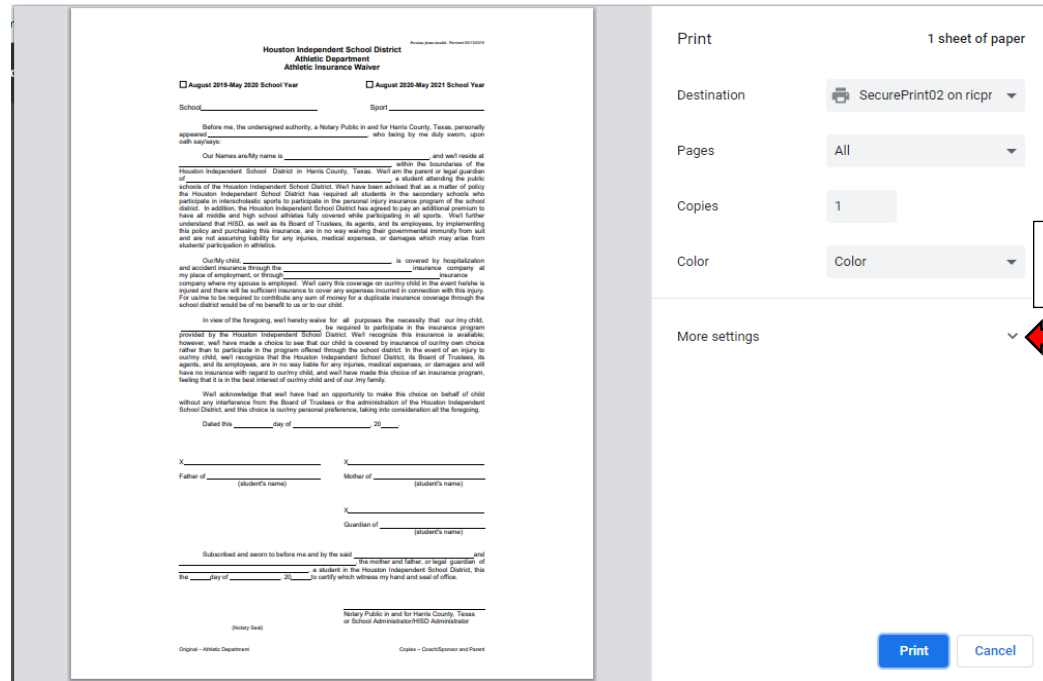 Houston Independent School District
Athletic Department
Athletic Insurance Waiver
August 2019-May 2020 School Year August 2020-May 2021 School Year
School Sport
Before me, the undersigned authority, a Notary Public in and for Harris County, Texas, personally
appeared , who being by me duly sworn, upon
oath say/says:
Our Names are/My name is , and we/I reside at
, within the boundaries of the
Houston Independent School District in Harris County, Texas. We/I am the parent or legal guardian
of , a student attending the public
schools of the Houston Independent School District. We/I have been advised that as a matter of policy
the Houston Independent School District has required all students in the secondary schools who
participate in interscholastic sports to participate in the personal injury insurance program of the school
district. In addition, the Houston Independent School District has agreed to pay an additional premium to
have all middle and high school athletes fully covered while participating in all sports. We/I further
understand that HISD, as well as its Board of Trustees, its agents, and its employees, by implementing
this policy and purchasing this insurance, are in no way waiving their governmental immunity from suit
and are not assuming liability for any injuries, medical expenses, or damages which may arise from
students' participation in athletics.
Our/My child, , is covered by hospitalization
and accident insurance through the insurance company at
my place of employment, or through insurance
company where my spouse is employed. We/I carry this coverage on our/my child in the event he/she is
injured and there will be sufficient insurance to cover any expenses incurred in connection with this injury.
For us/me to be required to contribute any sum of money for a duplicate insurance coverage through the
school district would be of no benefit to us or to our child.
In view of the foregoing, we/I hereby waive for all purposes the necessity that our /my child,
, be required to participate in the insurance program
provided by the Houston Independent School District. We/I recognize this insurance is available;
however, we/I have made a choice to see that our child is covered by insurance of our/my own choice
rather than to participate in the program offered through the school district. In the event of an injury to
our/my child, we/I recognize that the Houston Independent School District, its Board of Trustees, its
agents, and its employees, are in no way liable for any injuries, medical expenses, or damages and will
have no insurance with regard to our/my child, and we/I have made this choice of an insurance program,
feeling that it is in the best interest of our/my child and of our /my family.
We/I acknowledge that we/I have had an opportunity to make this choice on behalf of child
without any interference from the Board of Trustees or the administration of the Houston Independent
School District, and this choice is our/my personal preference, taking into consideration all the foregoing.
Dated this day of , 20 .
X X
Father of Mother of
(student's name) (student's name)
X
Guardian of
(student's name)
Subscribed and sworn to before me and by the said and
, the mother and father, or legal guardian of
, a student in the Houston Independent School District, this
the day of , 20 to certify which witness my hand and seal of office.
Notary Public in and for Harris County, Texas
or School Administrator/HISD Administrator
(Notary Seal)
Original – Athletic Department Copies – Coach/Sponsor and Parent
Print 1 sheet of paper
Destination SecurePrint02 on ricpr
Pages All
Copies 1
Color Color
More settings
Print Cancel